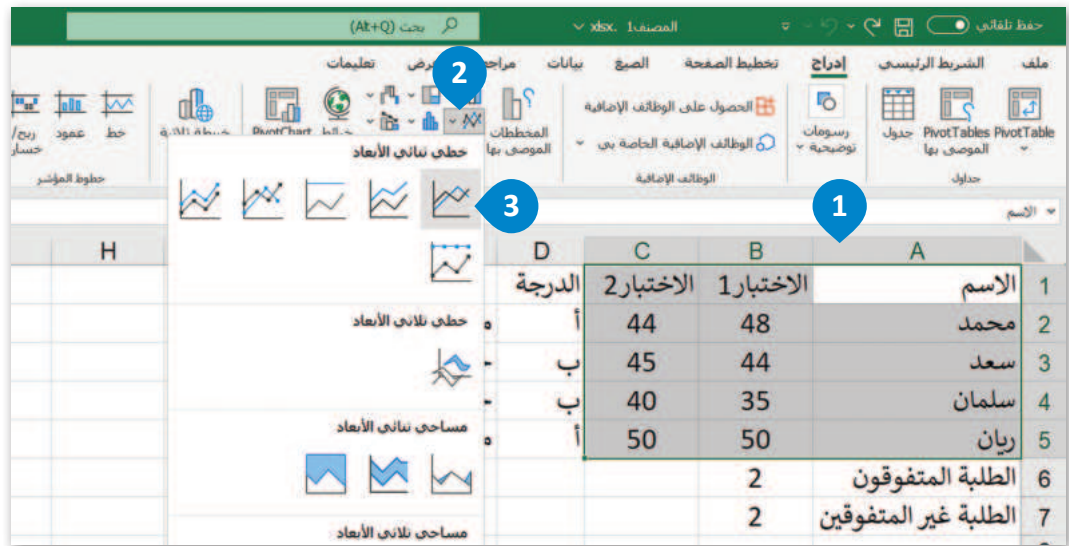 حفظ تلقائي
المصنف1 .xlsx
بحث (Alt+Q)
ملف الشريط الرئيسي إدراج تخطيط الصفحة الصيغ بيانات تعليمات
2
PivotTable
PivotTables الموصى بها
جدول
جداول
رسومات توضيحية
الحصول على الوظائف الإضافية
الوظائف الإضافية الخاصة بي
الوظائف الإضافية
المخططات الموصى بها
PivotChart
خط
عمود
ربح/خسارة
خطوط المؤشر
خطي ثنائي الأبعاد
3
1
الاسم
A B C D H
1 الاسم الاختبار1 الاختبار2 الدرجة
2 محمد 48 44 أ
3 سعد 44 45 ب
4 سلمان 35 40 ب
5 ريان 50 50 أ
6 الطلبة المتفوقون 2
7 الطلبة غير المتفوقين 2
خطي ثلاثي الأبعاد
مساحي ثنائي الأبعاد
مساحي ثلاثي الأبعاد